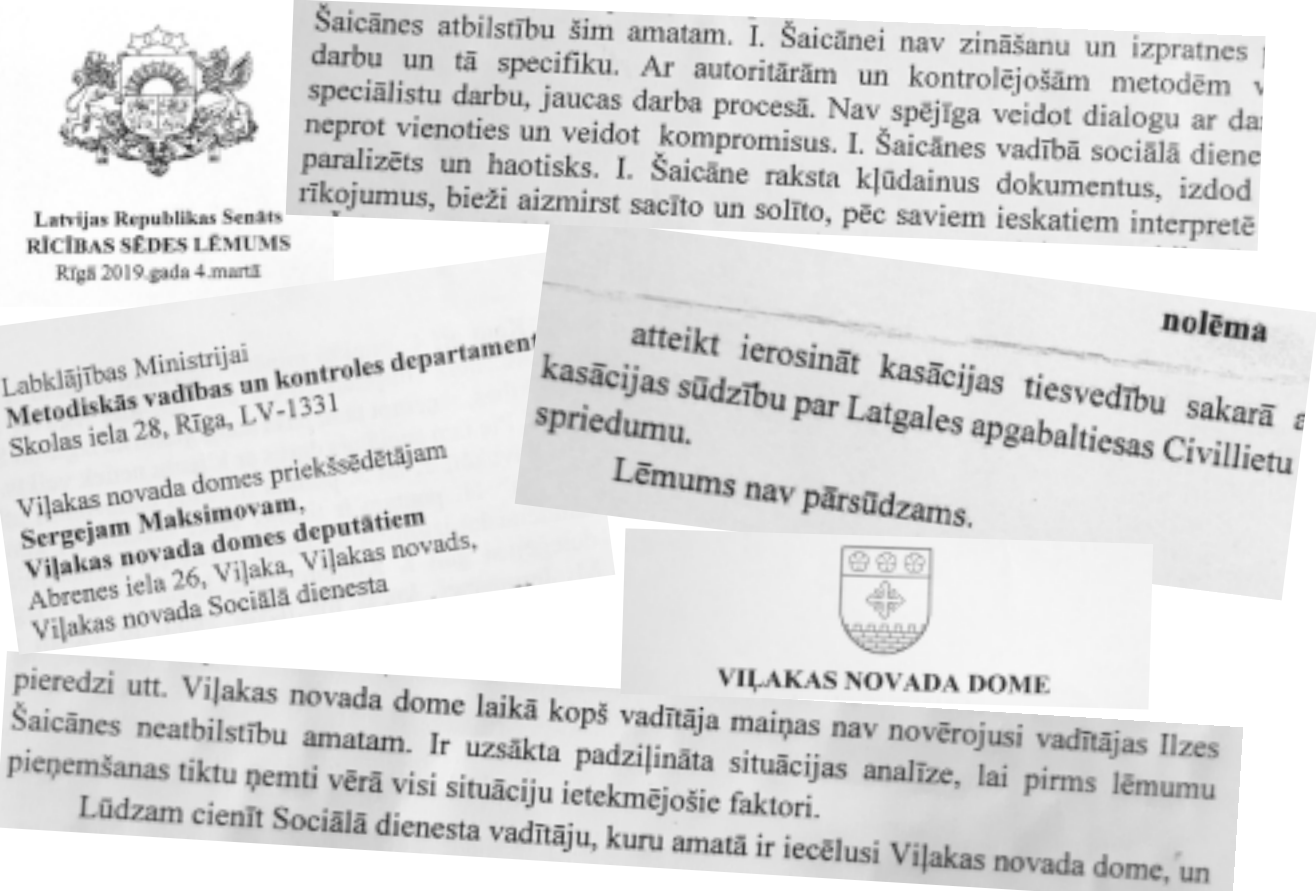 Latvijas Republikas Senāts
RĪCĪBAS SĒDES LĒMUMS
Rīgā 2019.gada 4.martā
Šaicānes atbilstību šim amatam. I. Šaicānei nav zināšanu un izpratnes
darbu un tā specifiku. Ar autoritārām un kontrolējošām metodēm
speciālistu darbu, jaucas darba procesā. Nav spējīga veidot dialogu ar
neprot vienoties un veidot kompromisus. I. Šaicānes vadībā sociālā
paralizēts un haotisks. I. Šaicāne raksta kļūdainus dokumentus, izdod
rīkojumus, bieži aizmirst sacīto un solīto, pēc saviem ieskatiem interpretē
Labklājības Ministrijai
Metodiskās vadības un kontroles departament
Skolas iela 28, Rīga, LV-1331
Viļakas novada domes priekšsēdētājam
Sergejam Maksimovam,
Viļakas novada domes deputātiem
Abrenes iela 26, Viļaka, Viļakas novads,
Viļakas novada Sociālā dienesta
nolēma
atteikt ierosināt kasācijas tiesvedību sakarā
kasācijas sūdzību par Latgales apgabaltiesas Civillietu
spriedumu.
Lēmums nav pārsūdzams.
VIĻAKAS NOVADA DOME
pieredzi utt. Viļakas novada dome laikā kopš vadītāja maiņas nav novērojusi vadītājas Ilzes
Šaicānes neatbilstību amatam. Ir uzsākta padziļināta situācijas analīze, lai pirms lēmumu
pieņemšanas tiktu ņemti vērā visi situāciju ietekmējošie faktori.
Lūdzam cienīt Sociālā dienesta vadītāju, kuru amatā ir iecēlusi Viļakas novada dome, un